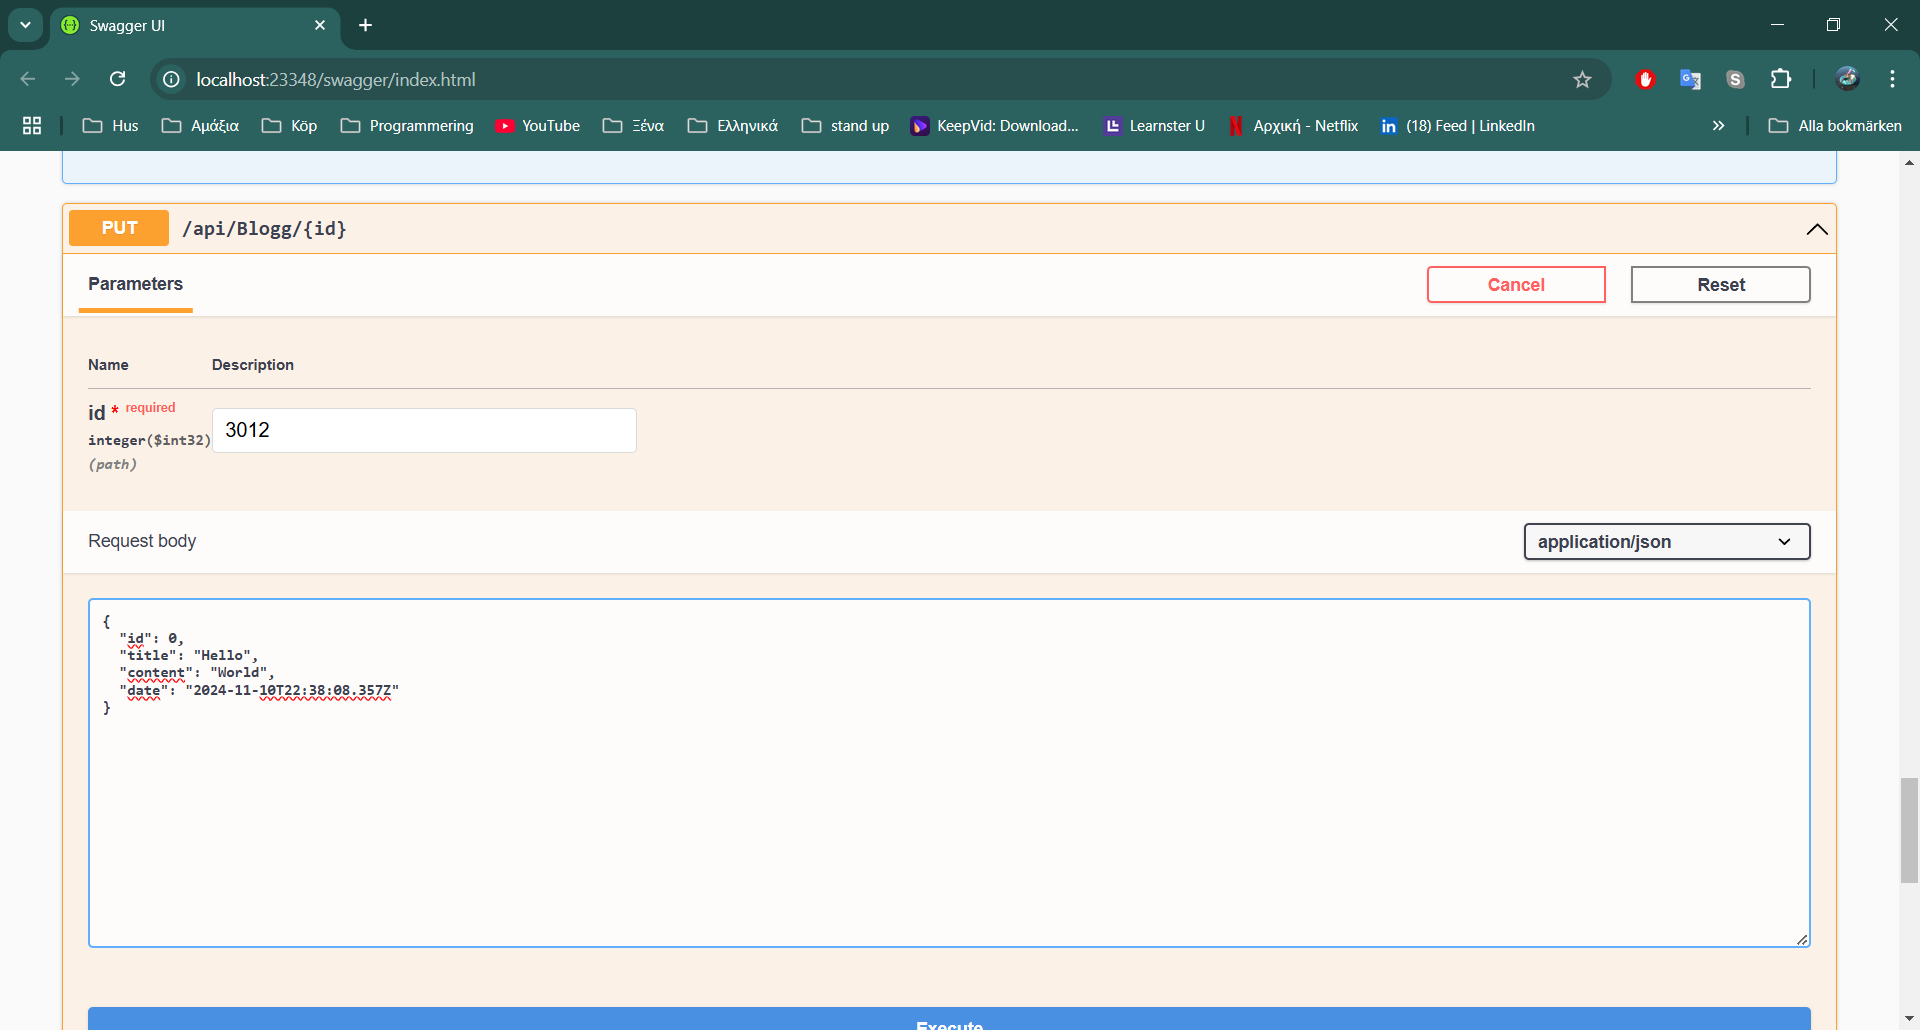 Swagger UI
localhost:23348/swagger/index.html
Hus Αμάξια Köp Programmering YouTube Ξένα Ελληνικά stand up KeepVid: Download... Learnster U Αρχική - Netflix (18) Feed | LinkedIn » Alla bokmärken
PUT /api/Blogg/{id}
Parameters Cancel Reset
Name Description
id * required
integer($int32)
(path)
3012
Request body application/json
{
"id": 0,
"title": "Hello",
"content": "World",
"date": "2024-11-10T22:38:08.357Z"
}
Execute